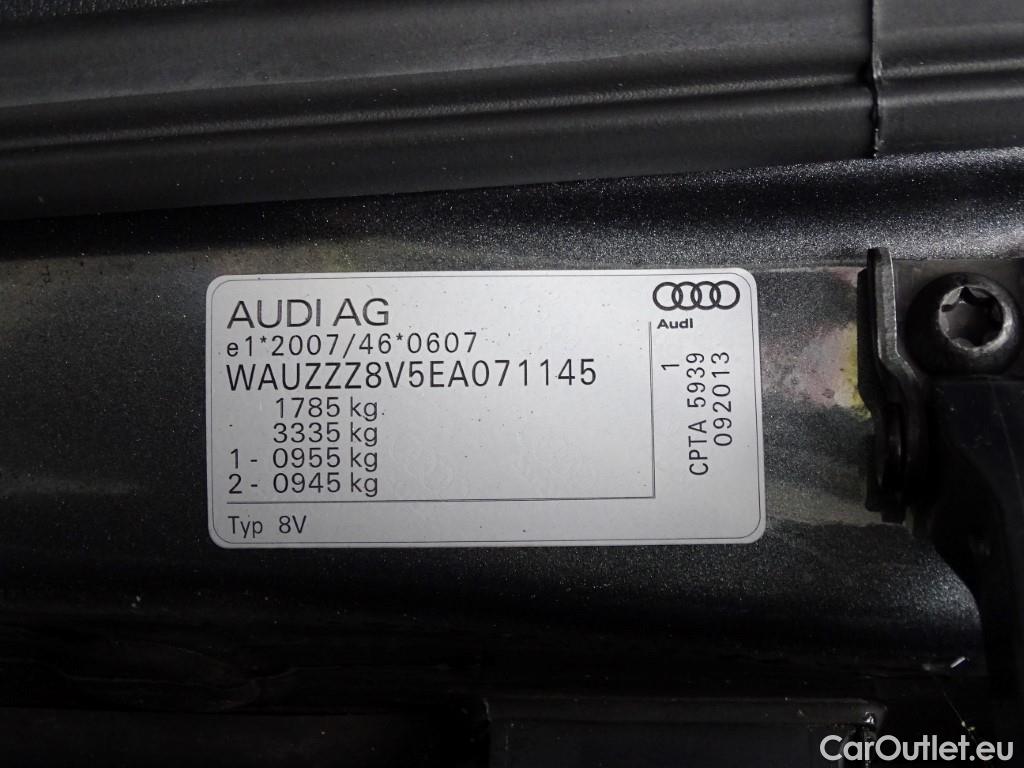 AUDI AG
Audi
e1*2007/46*0607
WAUZZZ8V5EA071145
1785 kg
3335 kg
1- 0955 kg
2- 0945 kg
Typ 8V
1
CPTA 5939
092013
CarOutlet.eu